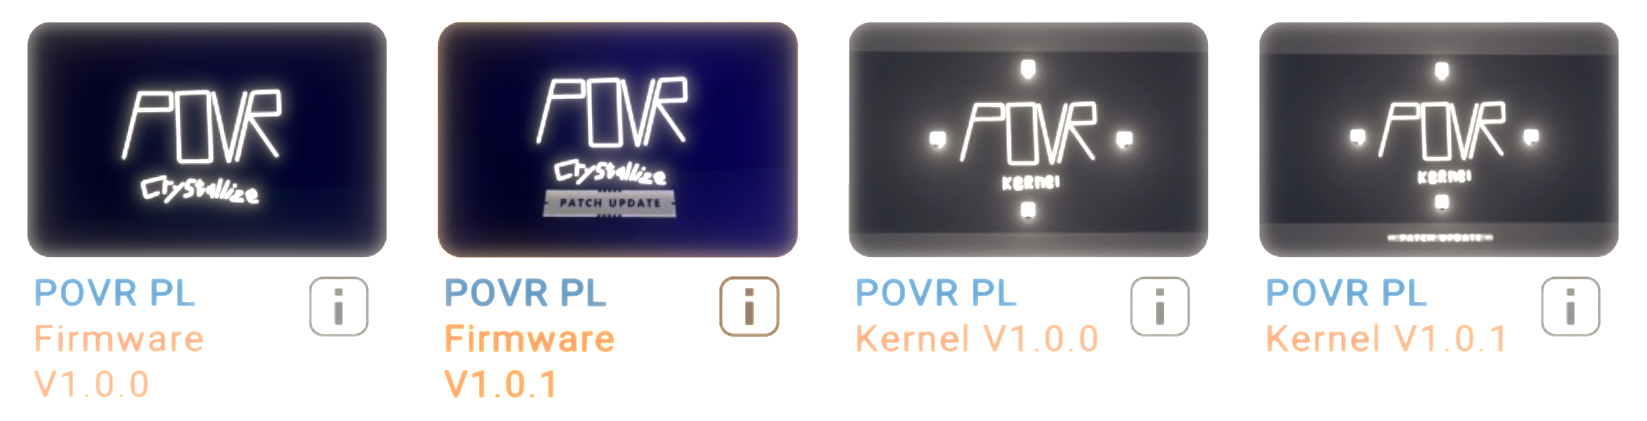 POVR
Crystallize
POVR PL
Firmware
V1.0.0
POVR
Crystallize
PATCH UPDATE
POVR PL
Firmware
V1.0.1
POVR
KERNEl
POVR PL
Kernel V1.0.0
POVR
KERNEl
PATCH UPDATE
POVR PL
Kernel V1.0.1